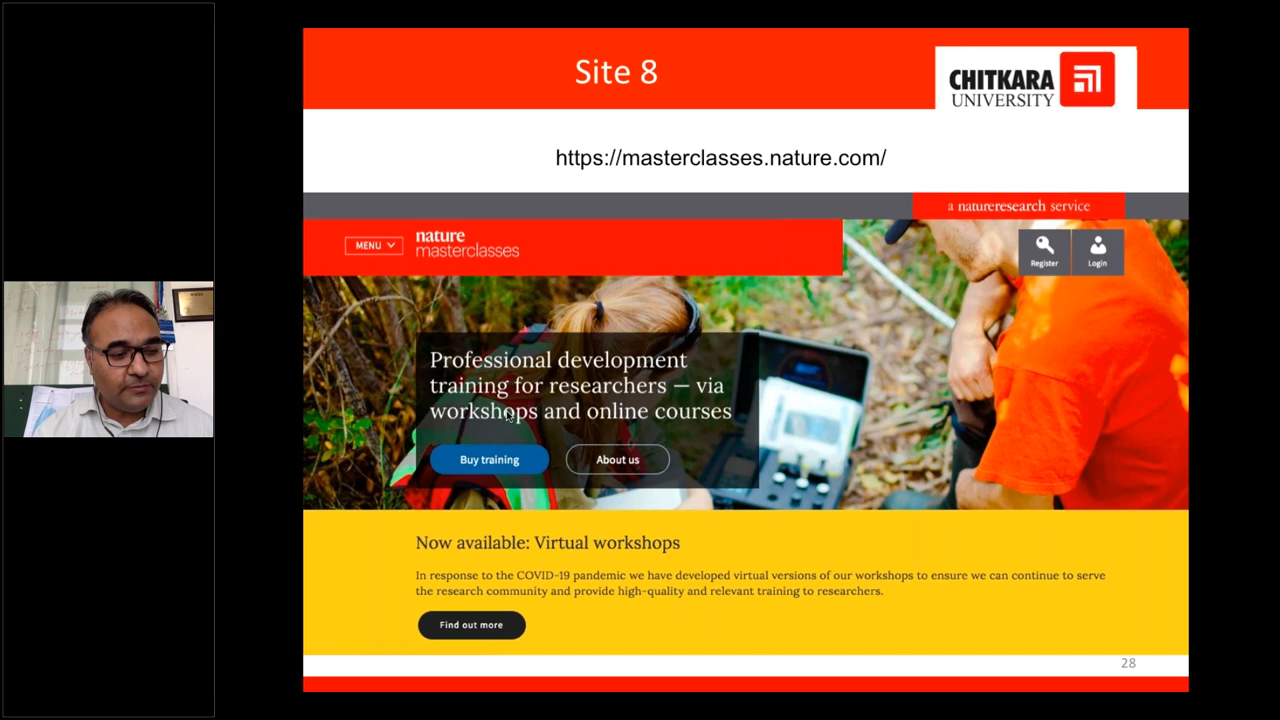 Site 8
CHITKARA
UNIVERSITY
https://masterclasses.nature.com/
a natureresearch service
MENU
nature
masterclasses
Register
Login
Professional development
training for researchers — via
workshops and online courses
Buy training
About us
Now available: Virtual workshops
In response to the COVID-19 pandemic we have developed virtual versions of our workshops to ensure we can continue to serve
the research community and provide high-quality and relevant training to researchers.
Find out more
28